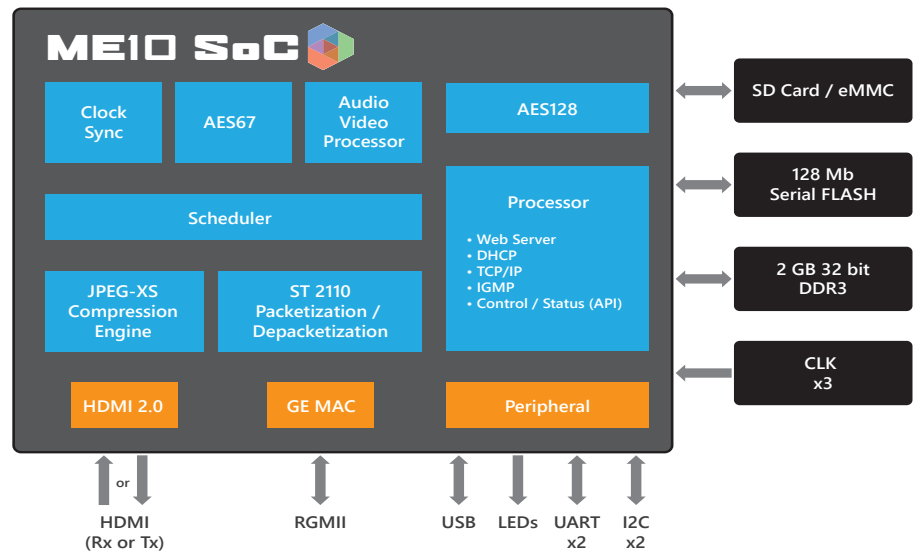 ME10 SoC
Clock
Sync
AES67
Audio
Video
Processor
AES128
Scheduler
Processor
• Web Server
• DHCP
• TCP/IP
• IGMP
• Control / Status (API)
JPEG-XS
Compression
Engine
ST 2110
Packetization /
Depacketization
HDMI 2.0
GE MAC
Peripheral
SD Card / eMMC
128 Mb
Serial FLASH
2 GB 32 bit
DDR3
CLK
x3
or
HDMI
(Rx or Tx)
RGMII
USB
LEDs
UART
x2
I2C
x2